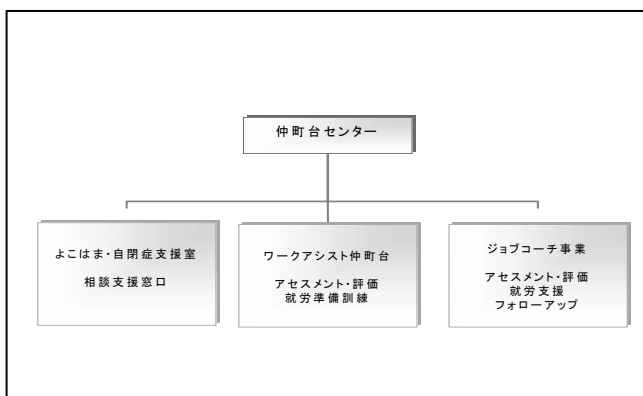 仲町台センター
よこはま・自閉症支援室
相談支援窓口
ワークアシスト仲町台
アセスメント・評価
就労準備訓練
ジョブコーチ事業
アセスメント・評価
就労支援
フォローアップ